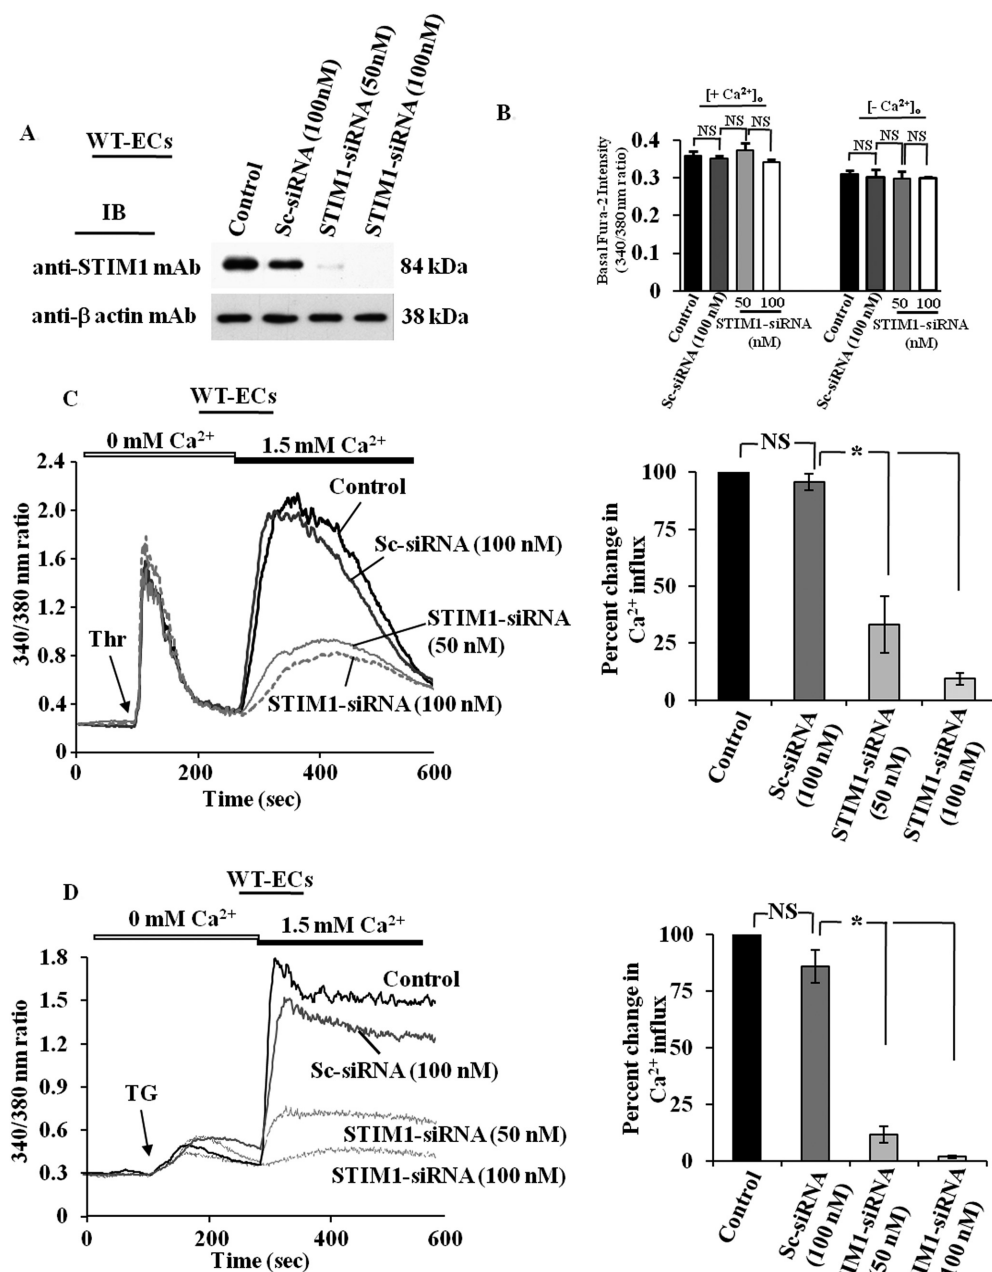 A
WT-ECs
IB
Control
Sc-siRNA (100nM)
STIM1-siRNA (50nM)
STIM1-siRNA (100nM)
anti-STIM1 mAb
84 kDa
anti-β actin mAb
38 kDa
B
[+ Ca²⁺]ₒ
[- Ca²⁺]ₒ
NS
NS
NS
NS
NS
NS
Basal Fura-2 Intensity
(340/380 nm ratio)
0.4
0.3
0.2
0.1
0
Control
Sc-siRNA (100 nM)
50
100
STIM1-siRNA
(nM)
Control
Sc-siRNA (100 nM)
50
100
STIM1-siRNA
(nM)
C
WT-ECs
0 mM Ca²⁺
1.5 mM Ca²⁺
340/380 nm ratio
2.4
2.0
1.6
1.2
0.8
0.4
0
Thr
Control
Sc-siRNA (100 nM)
STIM1-siRNA
(50 nM)
STIM1-siRNA (100 nM)
0
200
400
600
Time (sec)
Percent change in
Ca²⁺ influx
100
75
50
25
0
NS
*
Control
Sc-siRNA
(100 nM)
STIM1-siRNA
(50 nM)
STIM1-siRNA
(100 nM)
D
WT-ECs
0 mM Ca²⁺
1.5 mM Ca²⁺
340/380 nm ratio
1.8
1.5
1.2
0.9
0.6
0.3
0
TG
Control
Sc-siRNA (100 nM)
STIM1-siRNA (50 nM)
STIM1-siRNA (100 nM)
0
200
400
600
Time (sec)
Percent change in
Ca²⁺ influx
100
75
50
25
0
NS
*
Control
Sc-siRNA
(100 nM)
TIM1-siRNA
(50 nM)
IM1-siRNA
100 nM)